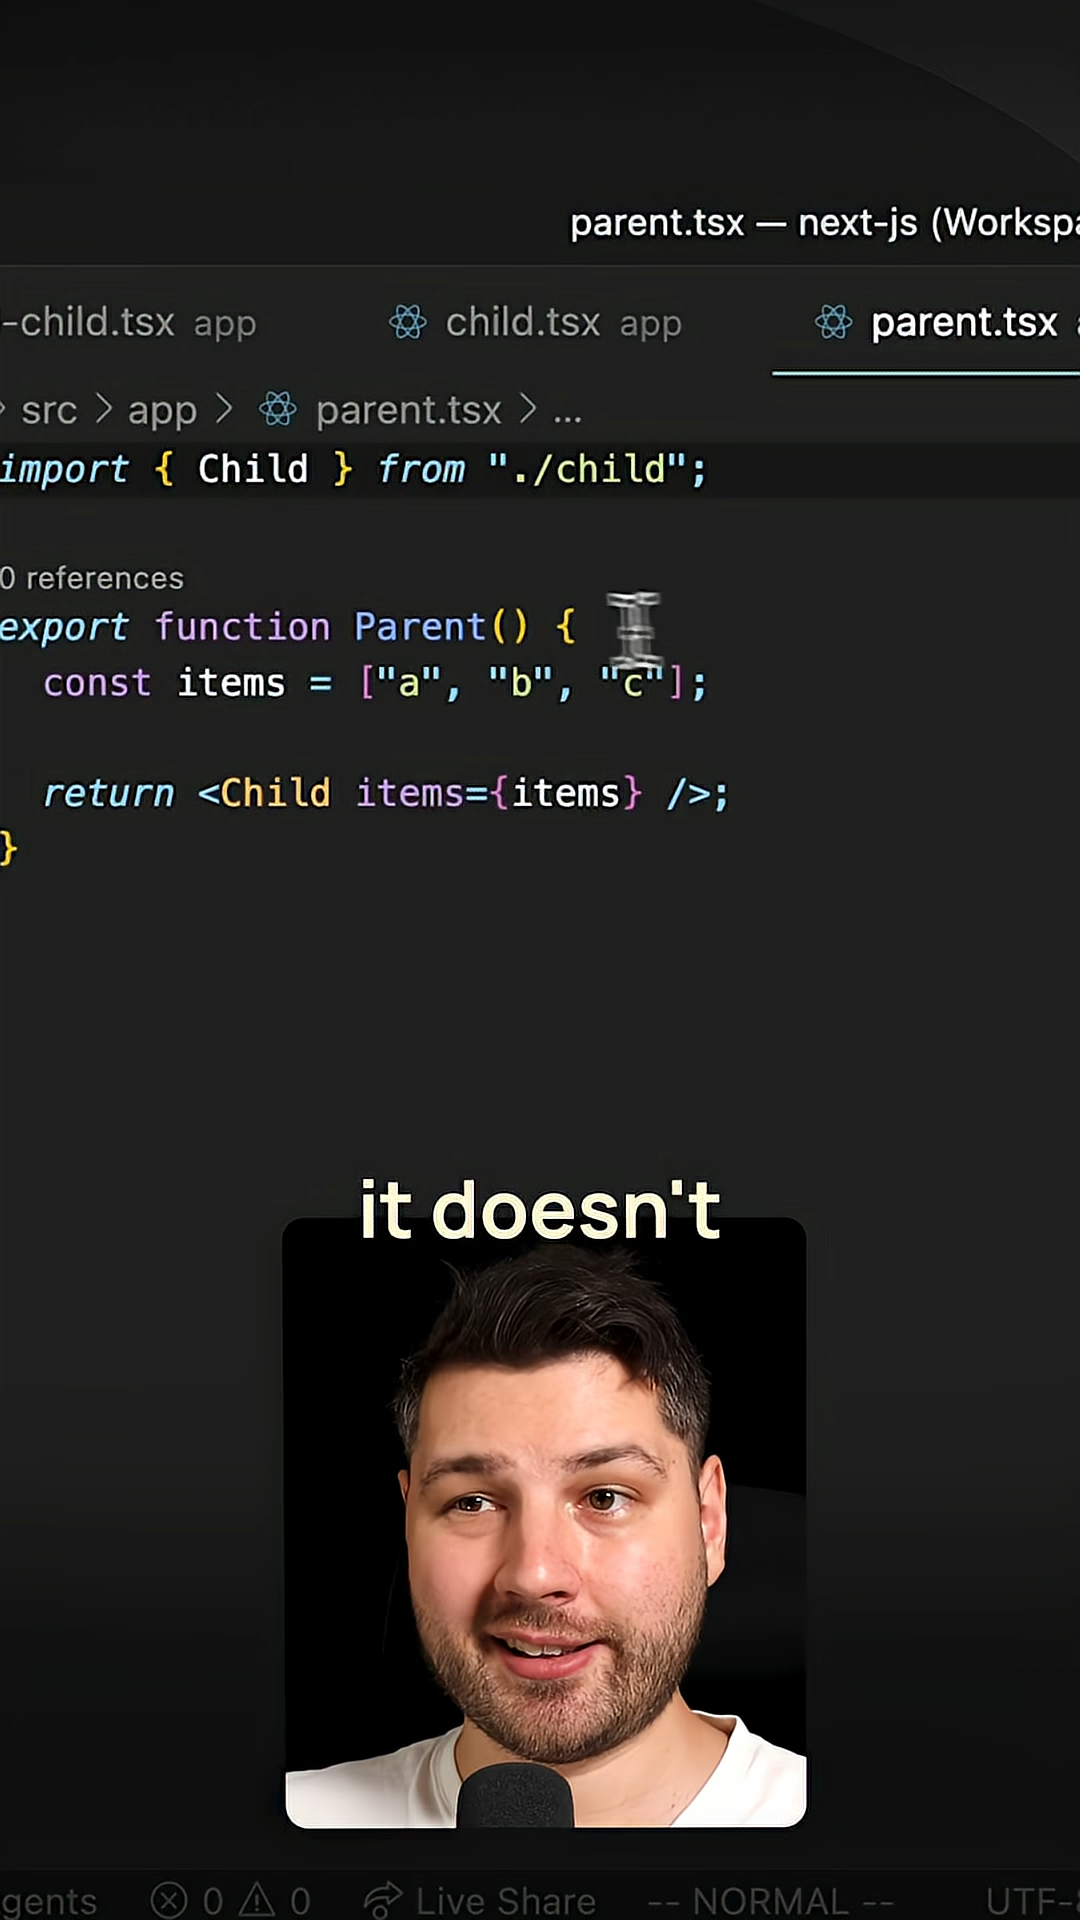 parent.tsx — next-js (Workspa
-child.tsx app child.tsx app parent.tsx
src > app > parent.tsx > ...
import { Child } from "./child";
0 references
export function Parent() {
const items = ["a", "b", "c"];
return <Child items={items} />;
}
it doesn't
gents 0 0 Live Share -- NORMAL -- UTF-8